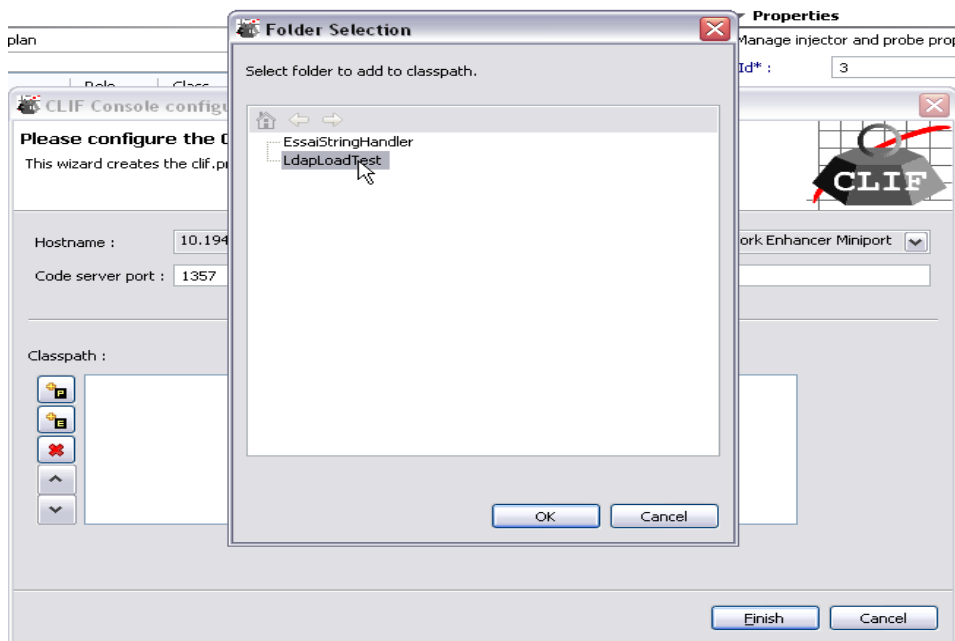 Properties
plan
Manage injector and probe prop
Id* :
3
Role
Class
CLIF Console configu
Please configure the C
This wizard creates the clif.pr
CLIF
Hostname :
10.194
ork Enhancer Miniport
Code server port :
1357
Classpath :
P
E
Finish
Cancel
Folder Selection
Select folder to add to classpath.
EssaiStringHandler
LdapLoadTest
OK
Cancel